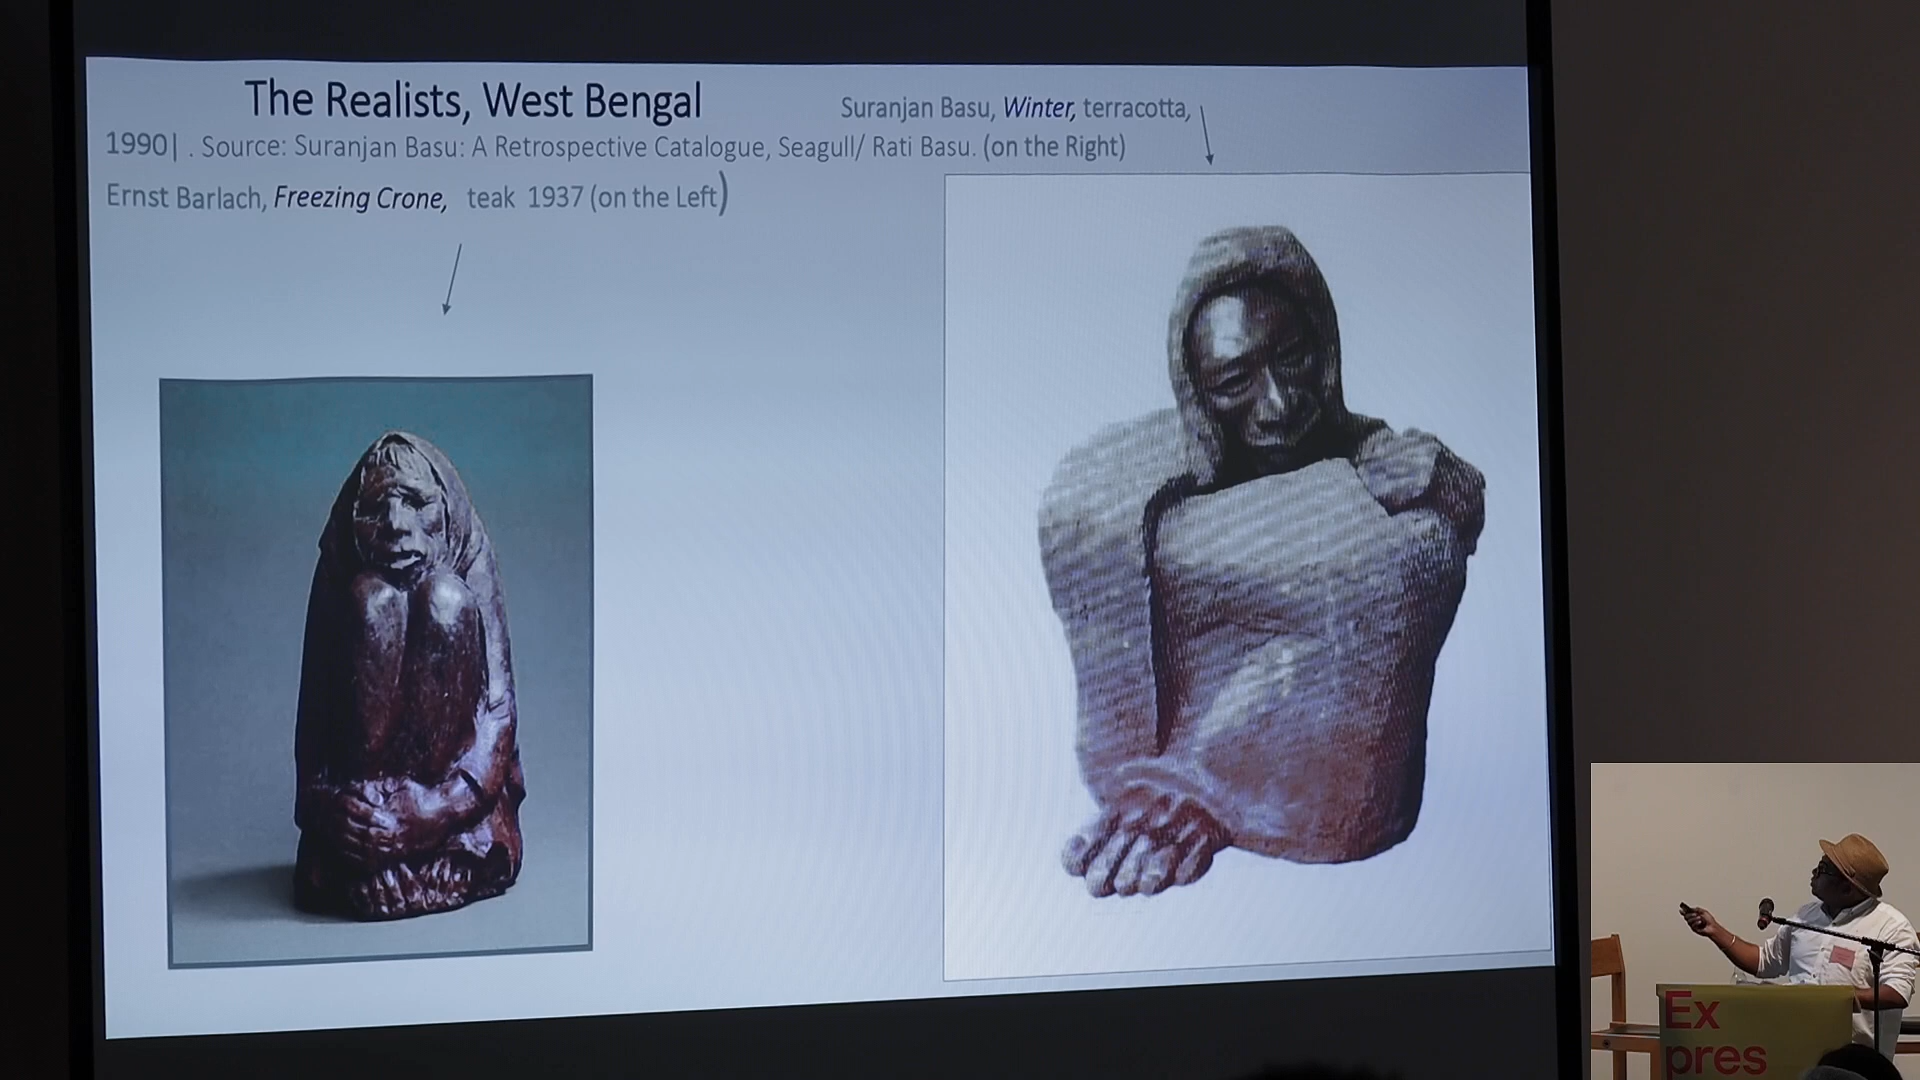 The Realists, West Bengal
Suranjan Basu, Winter, terracotta,
1990| . Source: Suranjan Basu: A Retrospective Catalogue, Seagull/ Rati Basu. (on the Right)
Ernst Barlach, Freezing Crone, teak 1937 (on the Left)
Ex
pres